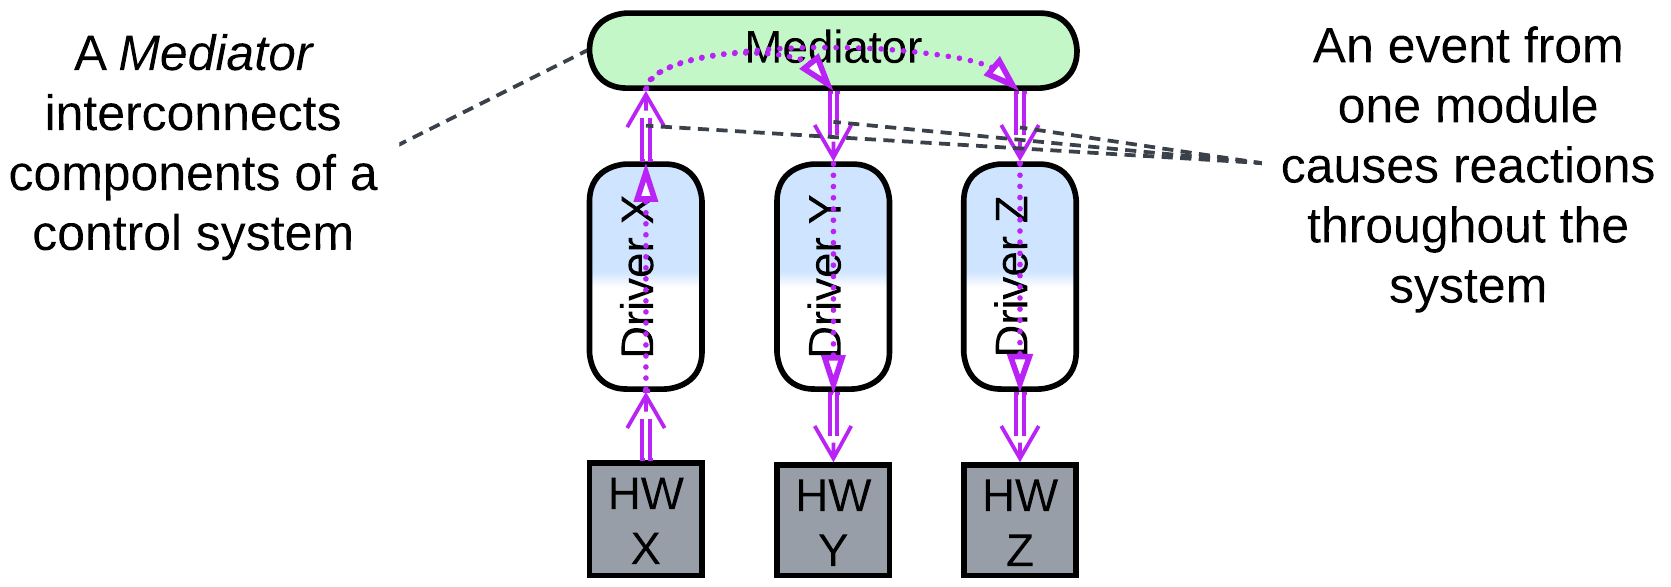 A Mediator
interconnects
components of a
control system
Mediator
An event from
one module
causes reactions
throughout the
system
Driver X
Driver Y
Driver Z
HW
X
HW
Y
HW
Z